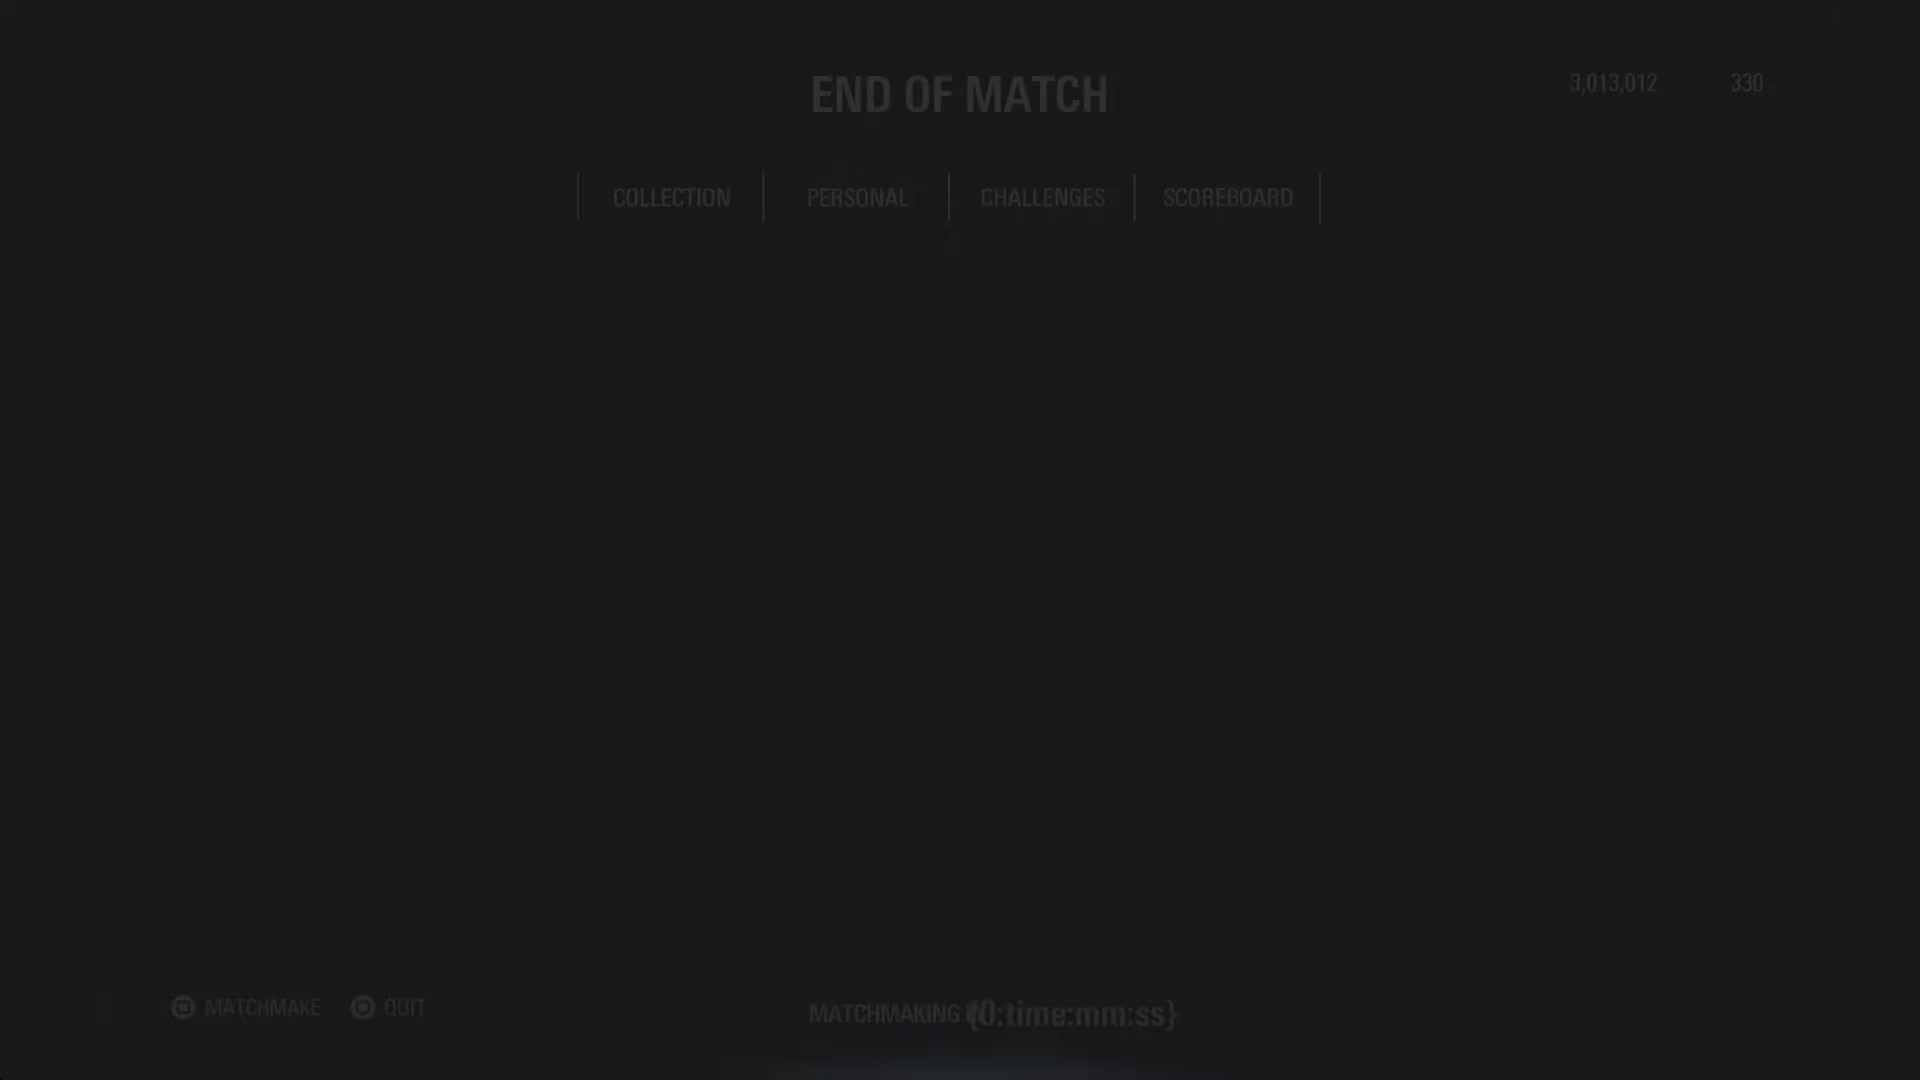 END OF MATCH
3,013,012 330
COLLECTION PERSONAL CHALLENGES SCOREBOARD
MATCHMAKE QUIT
MATCHMAKING {0:time:mm:ss}